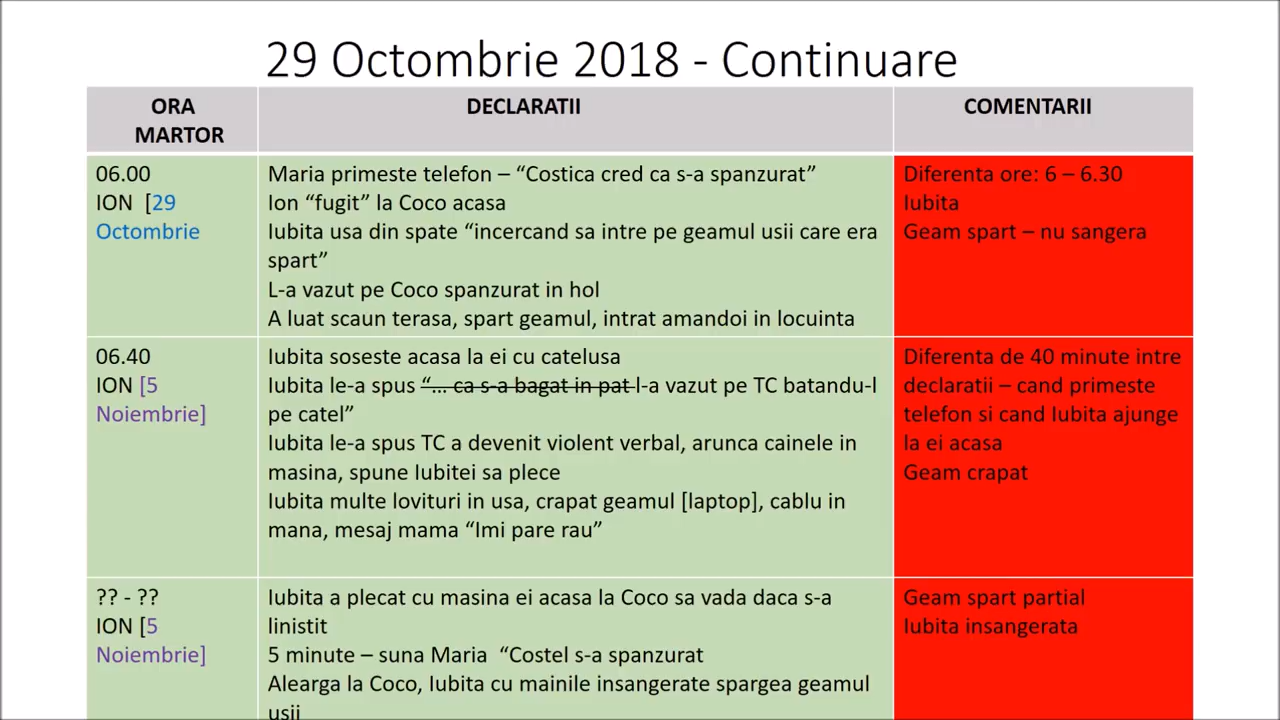 29 Octombrie 2018 - Continuare
ORA
MARTOR
DECLARATII
COMENTARII
06.00
ION [29
Octombrie
Maria primeste telefon – “Costica cred ca s-a spanzurat”
Ion “fugit” la Coco acasa
Iubita usa din spate “incercand sa intre pe geamul usii care era
spart”
L-a vazut pe Coco spanzurat in hol
A luat scaun terasa, spart geamul, intrat amandoi in locuinta
Diferenta ore: 6 – 6.30
Iubita
Geam spart – nu sangera
06.40
ION [5
Noiembrie]
Iubita soseste acasa la ei cu catelusa
Iubita le-a spus “... ca s-a bagat in pat l-a vazut pe TC batandu-l
pe catel”
Iubita le-a spus TC a devenit violent verbal, arunca cainele in
masina, spune Iubitei sa plece
Iubita multe lovituri in usa, crapat geamul [laptop], cablu in
mana, mesaj mama “Imi pare rau”
Diferenta de 40 minute intre
declaratii – cand primeste
telefon si cand Iubita ajunge
la ei acasa
Geam crapat
?? - ??
ION [5
Noiembrie]
Iubita a plecat cu masina ei acasa la Coco sa vada daca s-a
linistit
5 minute – suna Maria “Costel s-a spanzurat
Alearga la Coco, Iubita cu mainile insangerate spargea geamul
usii
Geam spart partial
Iubita insangerata